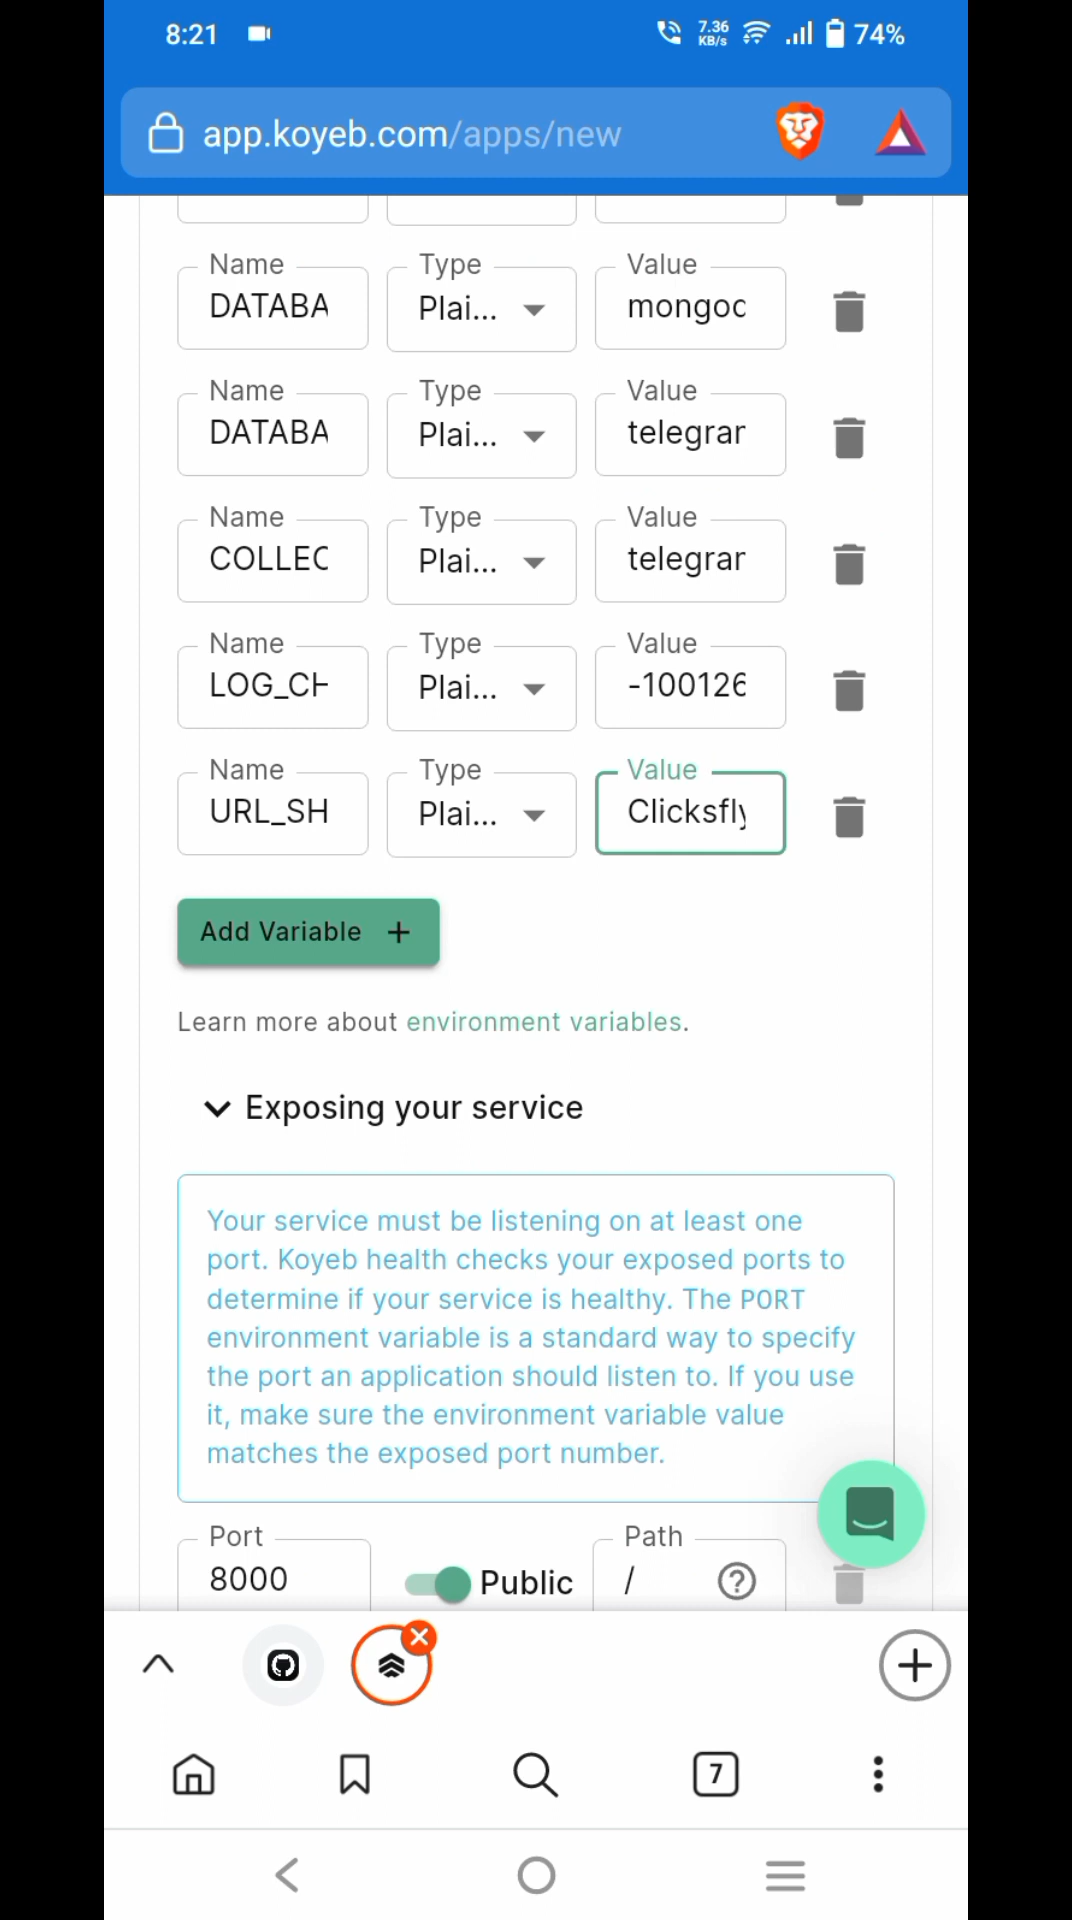 8:21
7.36
KB/s
74%
app.koyeb.com/apps/new
Name Type Value
DATABA Plai... mongoc
Name Type Value
DATABA Plai... telegrar
Name Type Value
COLLEC Plai... telegrar
Name Type Value
LOG_CH Plai... -100126
Name Type Value
URL_SH Plai... Clicksfly
Add Variable +
Learn more about environment variables.
Exposing your service
Your service must be listening on at least one
port. Koyeb health checks your exposed ports to
determine if your service is healthy. The PORT
environment variable is a standard way to specify
the port an application should listen to. If you use
it, make sure the environment variable value
matches the exposed port number.
Port Path
8000 Public /
7